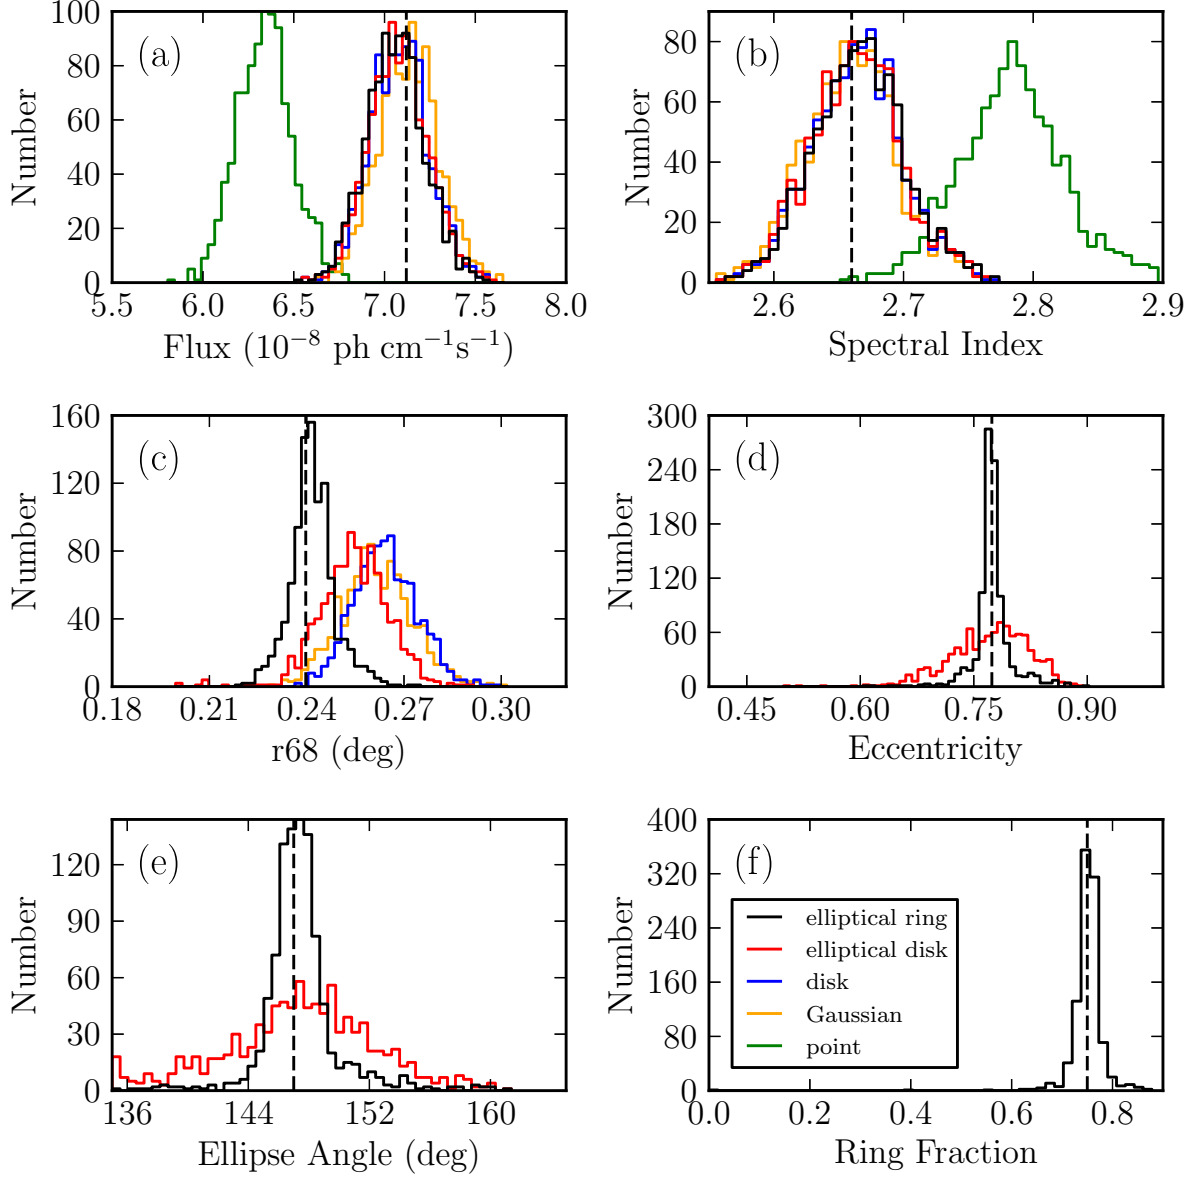 100
80
60
40
20
0
Number
(a)
5.5 6.0 6.5 7.0 7.5 8.0
Flux (10⁻⁸ ph cm⁻¹s⁻¹)
80
60
40
20
0
Number
(b)
2.6 2.7 2.8 2.9
Spectral Index
160
120
80
40
0
Number
(c)
0.18 0.21 0.24 0.27 0.30
r68 (deg)
300
240
180
120
60
0
Number
(d)
0.45 0.60 0.75 0.90
Eccentricity
120
90
60
30
0
Number
(e)
136 144 152 160
Ellipse Angle (deg)
400
320
240
160
80
0
Number
(f)
elliptical ring
elliptical disk
disk
Gaussian
point
0.0 0.2 0.4 0.6 0.8
Ring Fraction